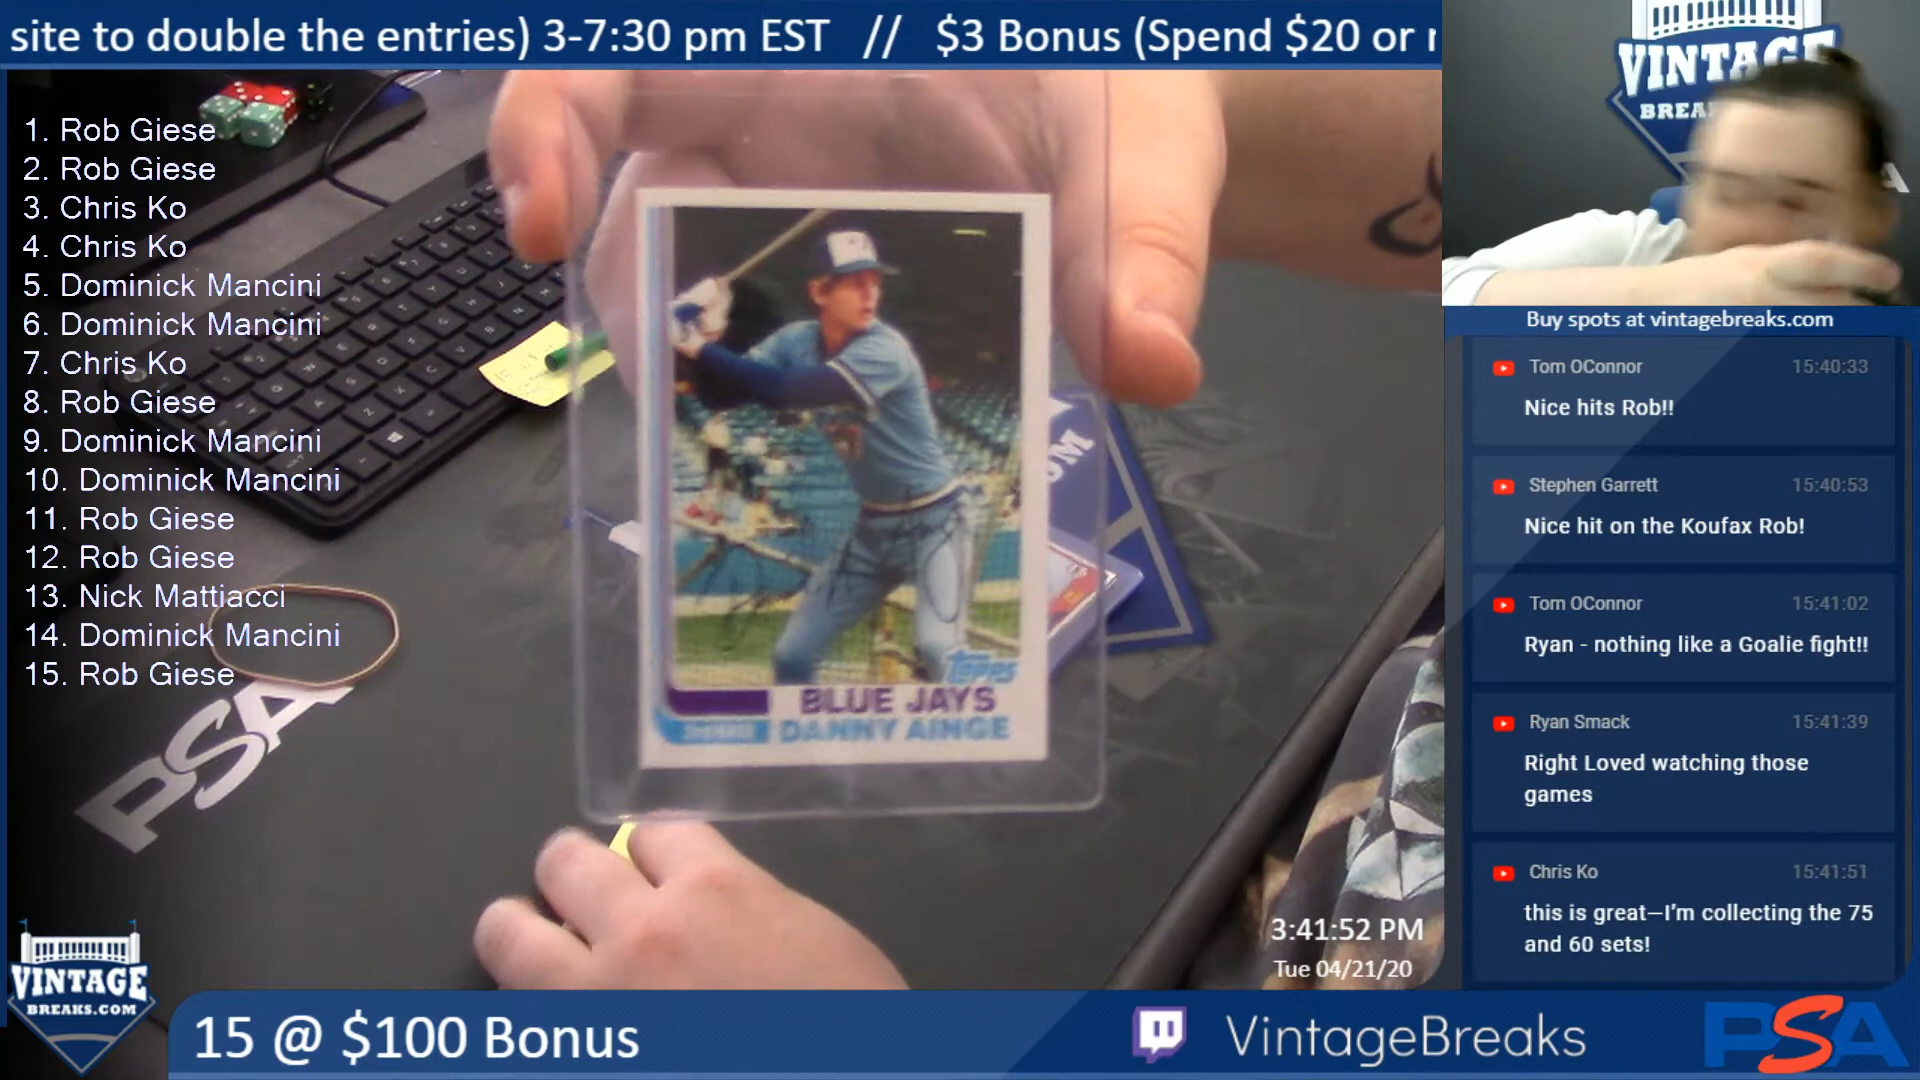 site to double the entries) 3-7:30 pm EST // $3 Bonus (Spend $20 or
1. Rob Giese
2. Rob Giese
3. Chris Ko
4. Chris Ko
5. Dominick Mancini
6. Dominick Mancini
7. Chris Ko
8. Rob Giese
9. Dominick Mancini
10. Dominick Mancini
11. Rob Giese
12. Rob Giese
13. Nick Mattiacci
14. Dominick Mancini
15. Rob Giese
PSA
topps
BLUE JAYS
DANNY AINGE
3:41:52 PM
Tue 04/21/20
VINTAGE
Buy spots at vintagebreaks.com
Tom OConnor 15:40:33
Nice hits Rob!!
Stephen Garrett 15:40:53
Nice hit on the Koufax Rob!
Tom OConnor 15:41:02
Ryan - nothing like a Goalie fight!!
Ryan Smack 15:41:39
Right Loved watching those
games
Chris Ko 15:41:51
this is great—I'm collecting the 75
and 60 sets!
VINTAGE
BREAKS.COM
15 @ $100 Bonus
VintageBreaks
PSA